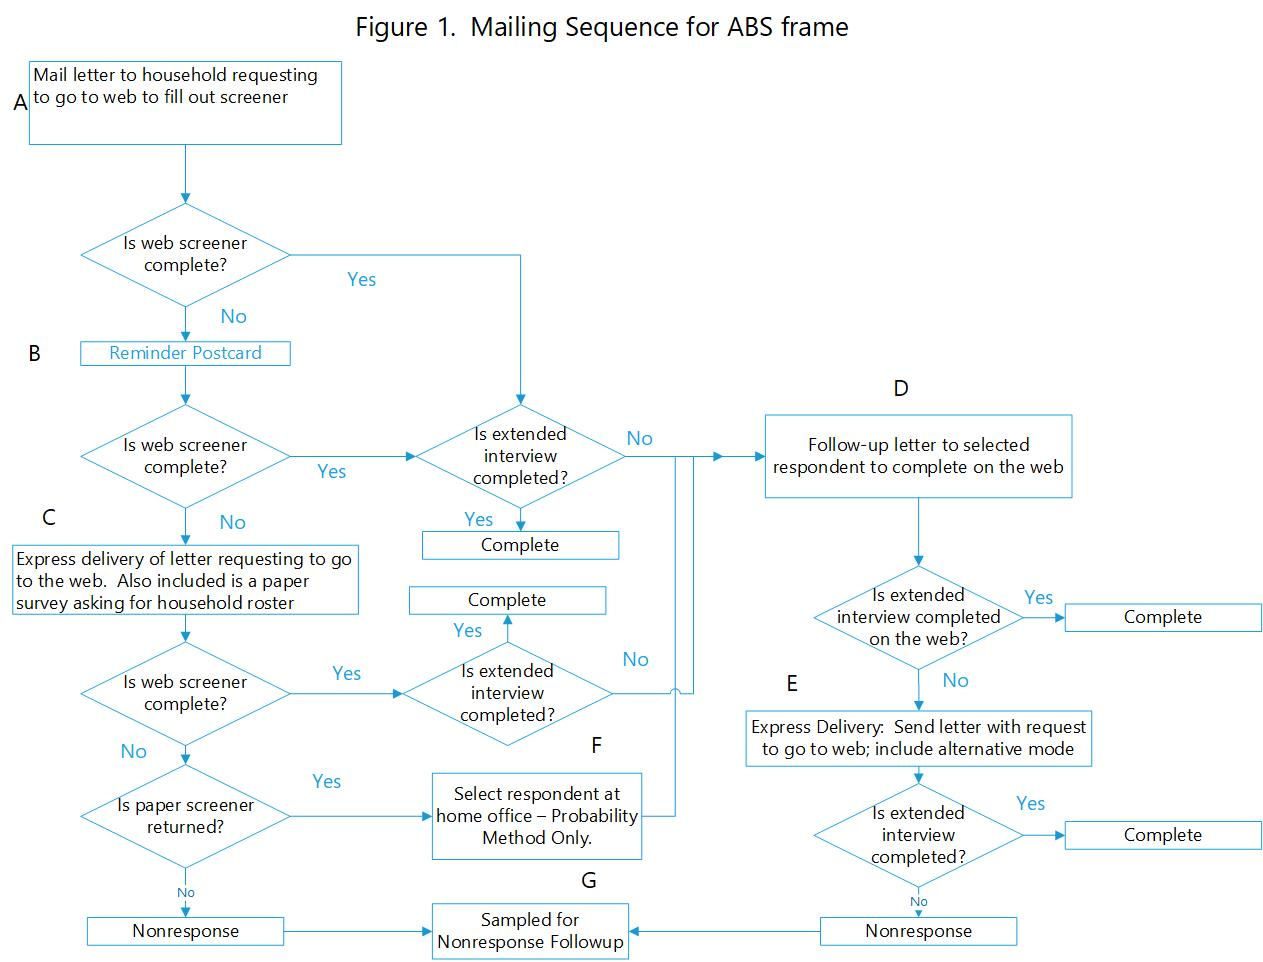 Figure 1.  Mailing Sequence for ABS frame
A
Mail letter to household requesting
to go to web to fill out screener
Is web screener
complete?
Yes
No
B
Reminder Postcard
Is web screener
complete?
Yes
No
Is extended
interview
completed?
No
Yes
Complete
D
Follow-up letter to selected
respondent to complete on the web
C
Express delivery of letter requesting to go
to the web.  Also included is a paper
survey asking for household roster
Is web screener
complete?
Yes
No
Complete
Yes
Is extended
interview
completed?
No
Is extended
interview completed
on the web?
Yes
Complete
No
E
Express Delivery:  Send letter with request
to go to web; include alternative mode
F
Is paper screener
returned?
Yes
Select respondent at
home office – Probability
Method Only.
Is extended
interview
completed?
Yes
Complete
No
Nonresponse
G
Sampled for
Nonresponse Followup
No
Nonresponse